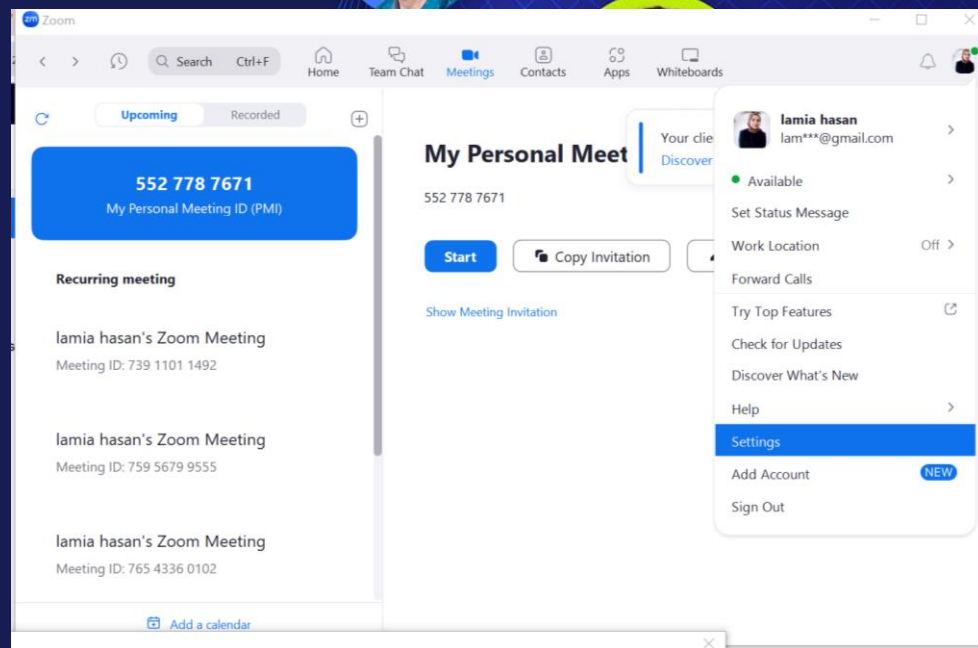 zm Zoom
Search Ctrl+F
Home
Team Chat
Meetings
Contacts
Apps
Whiteboards
Upcoming
Recorded
552 778 7671
My Personal Meeting ID (PMI)
Recurring meeting
lamia hasan's Zoom Meeting
Meeting ID: 739 1101 1492
lamia hasan's Zoom Meeting
Meeting ID: 759 5679 9555
lamia hasan's Zoom Meeting
Meeting ID: 765 4336 0102
Add a calendar
My Personal Meet
552 778 7671
Your clie
Discover
Start
Copy Invitation
Show Meeting Invitation
lamia hasan
lam***@gmail.com
Available
Set Status Message
Work Location Off
Forward Calls
Try Top Features
Check for Updates
Discover What's New
Help
Settings
Add Account NEW
Sign Out